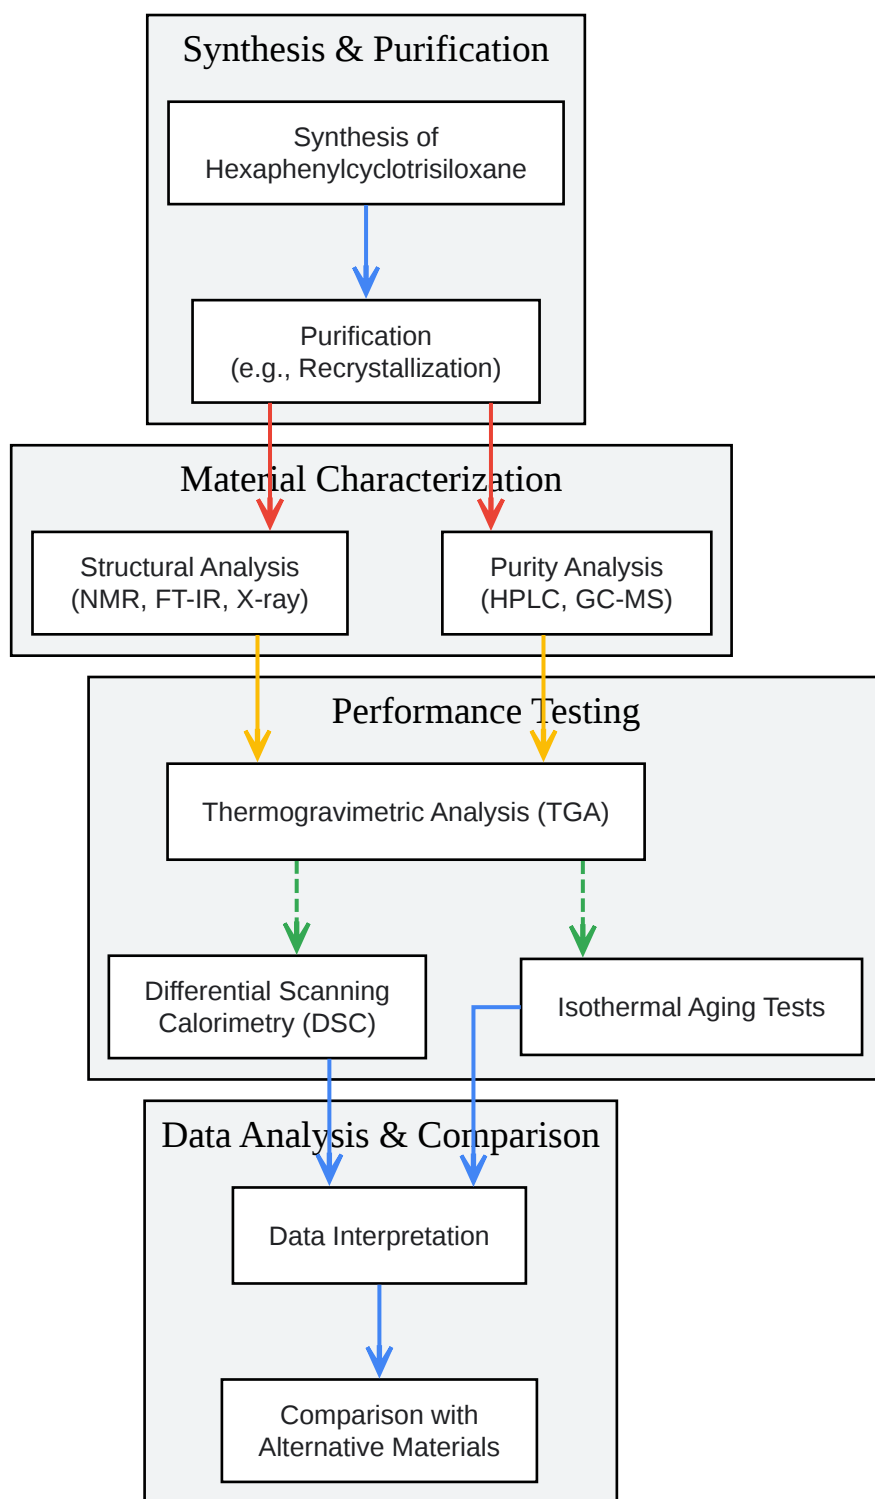 Synthesis & Purification
Synthesis of
Hexaphenylcyclotrisiloxane
Purification
(e.g., Recrystallization)
Material Characterization
Structural Analysis
(NMR, FT-IR, X-ray)
Purity Analysis
(HPLC, GC-MS)
Performance Testing
Thermogravimetric Analysis (TGA)
Differential Scanning
Calorimetry (DSC)
Isothermal Aging Tests
Data Analysis & Comparison
Data Interpretation
Comparison with
Alternative Materials